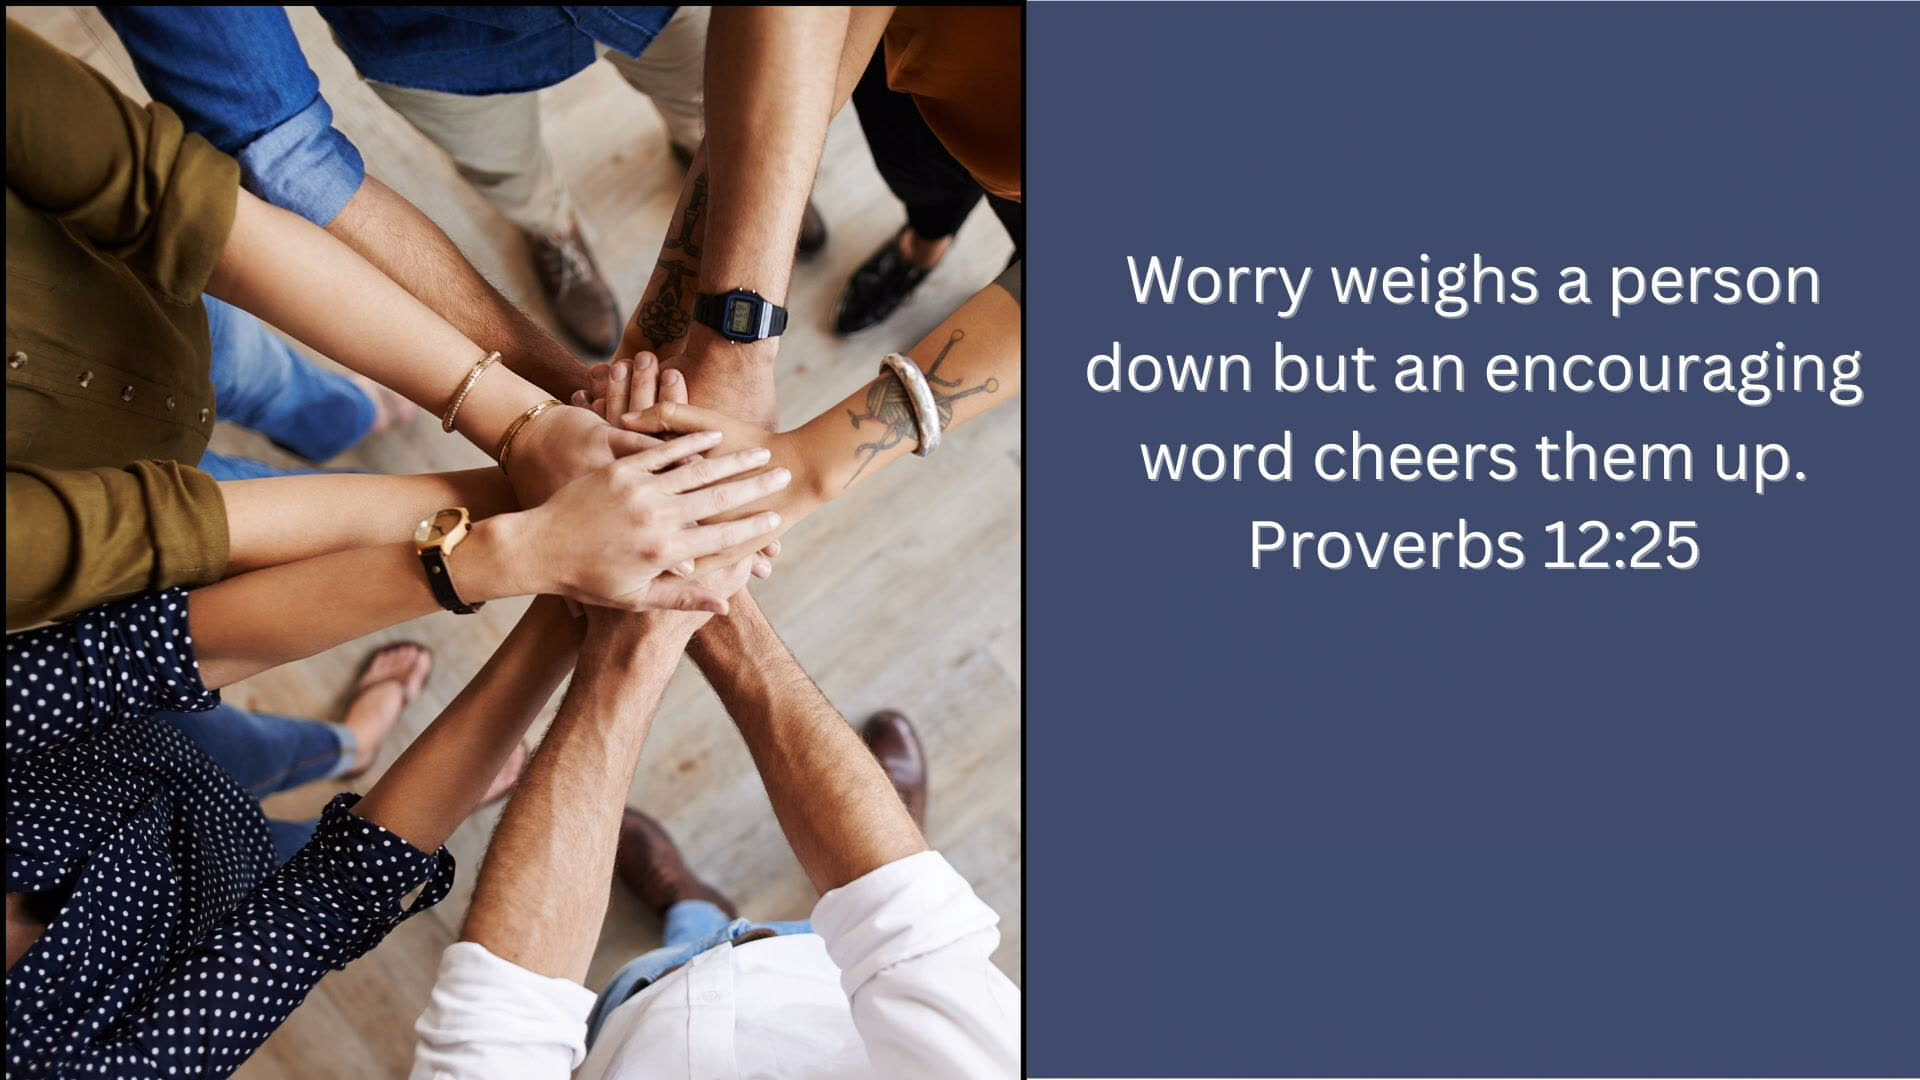 Worry weighs a person
down but an encouraging
word cheers them up.
Proverbs 12:25